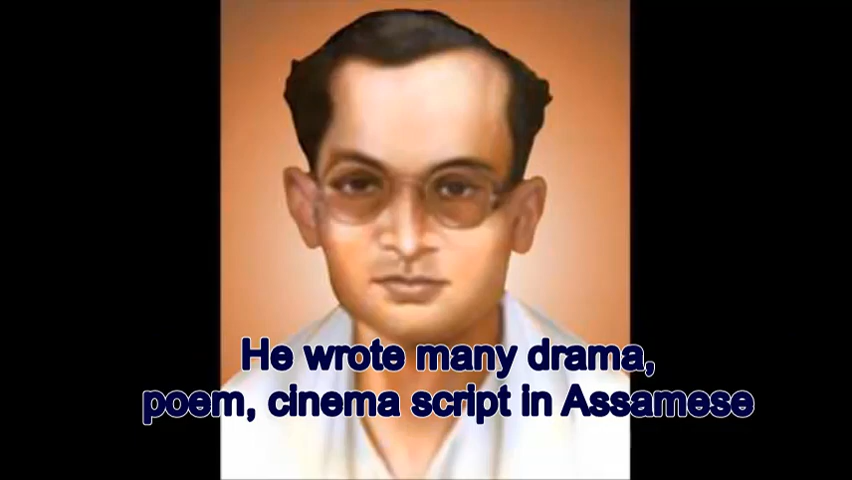 He wrote many drama,
poem, cinema script in Assamese